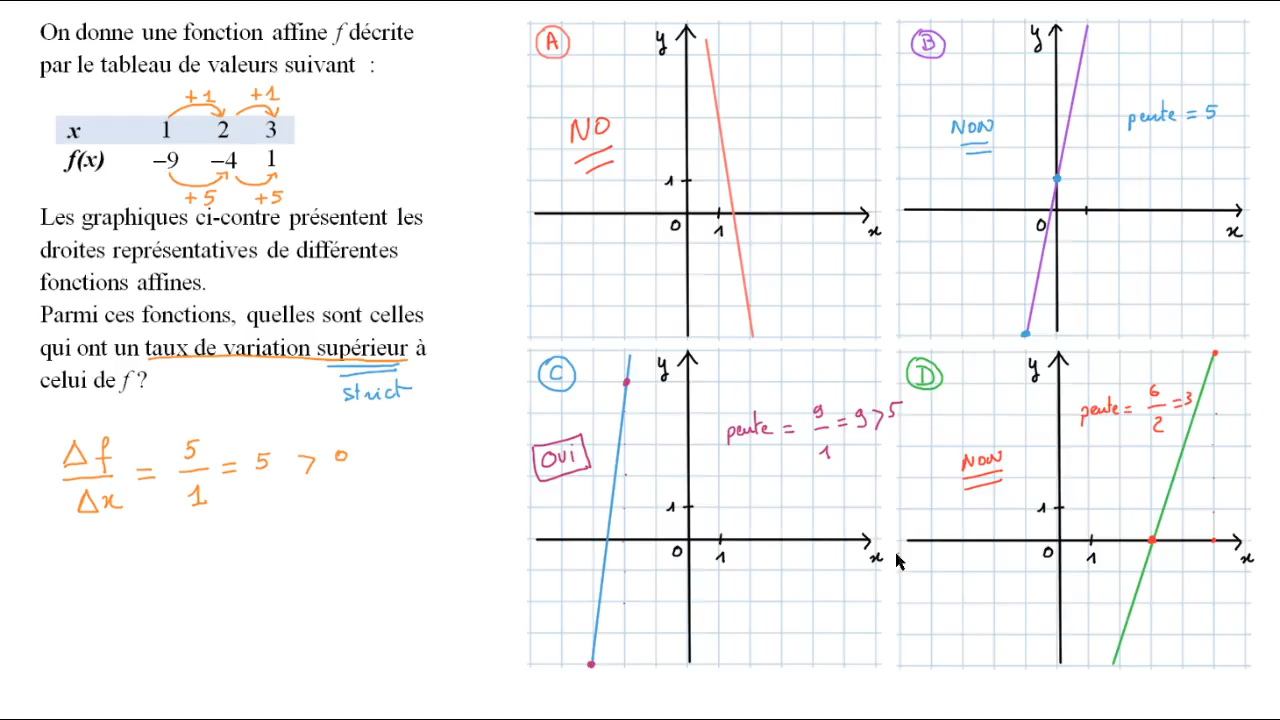 On donne une fonction affine f décrite
par le tableau de valeurs suivant :
+1 +1
x 1 2 3
f(x) −9 −4 1
+5 +5
Les graphiques ci-contre présentent les
droites représentatives de différentes
fonctions affines.
Parmi ces fonctions, quelles sont celles
qui ont un taux de variation supérieur à
celui de f ?
strict
Δf/Δx = 5/1 = 5 > 0
A
y
NO
1
0 1 x
B
y
NON
pente = 5
0 x
C
y
pente = 9/1 = 9 > 5
OUI
1
0 1 x
D
y
pente = 6/2 = 3
NON
1
0 1 x